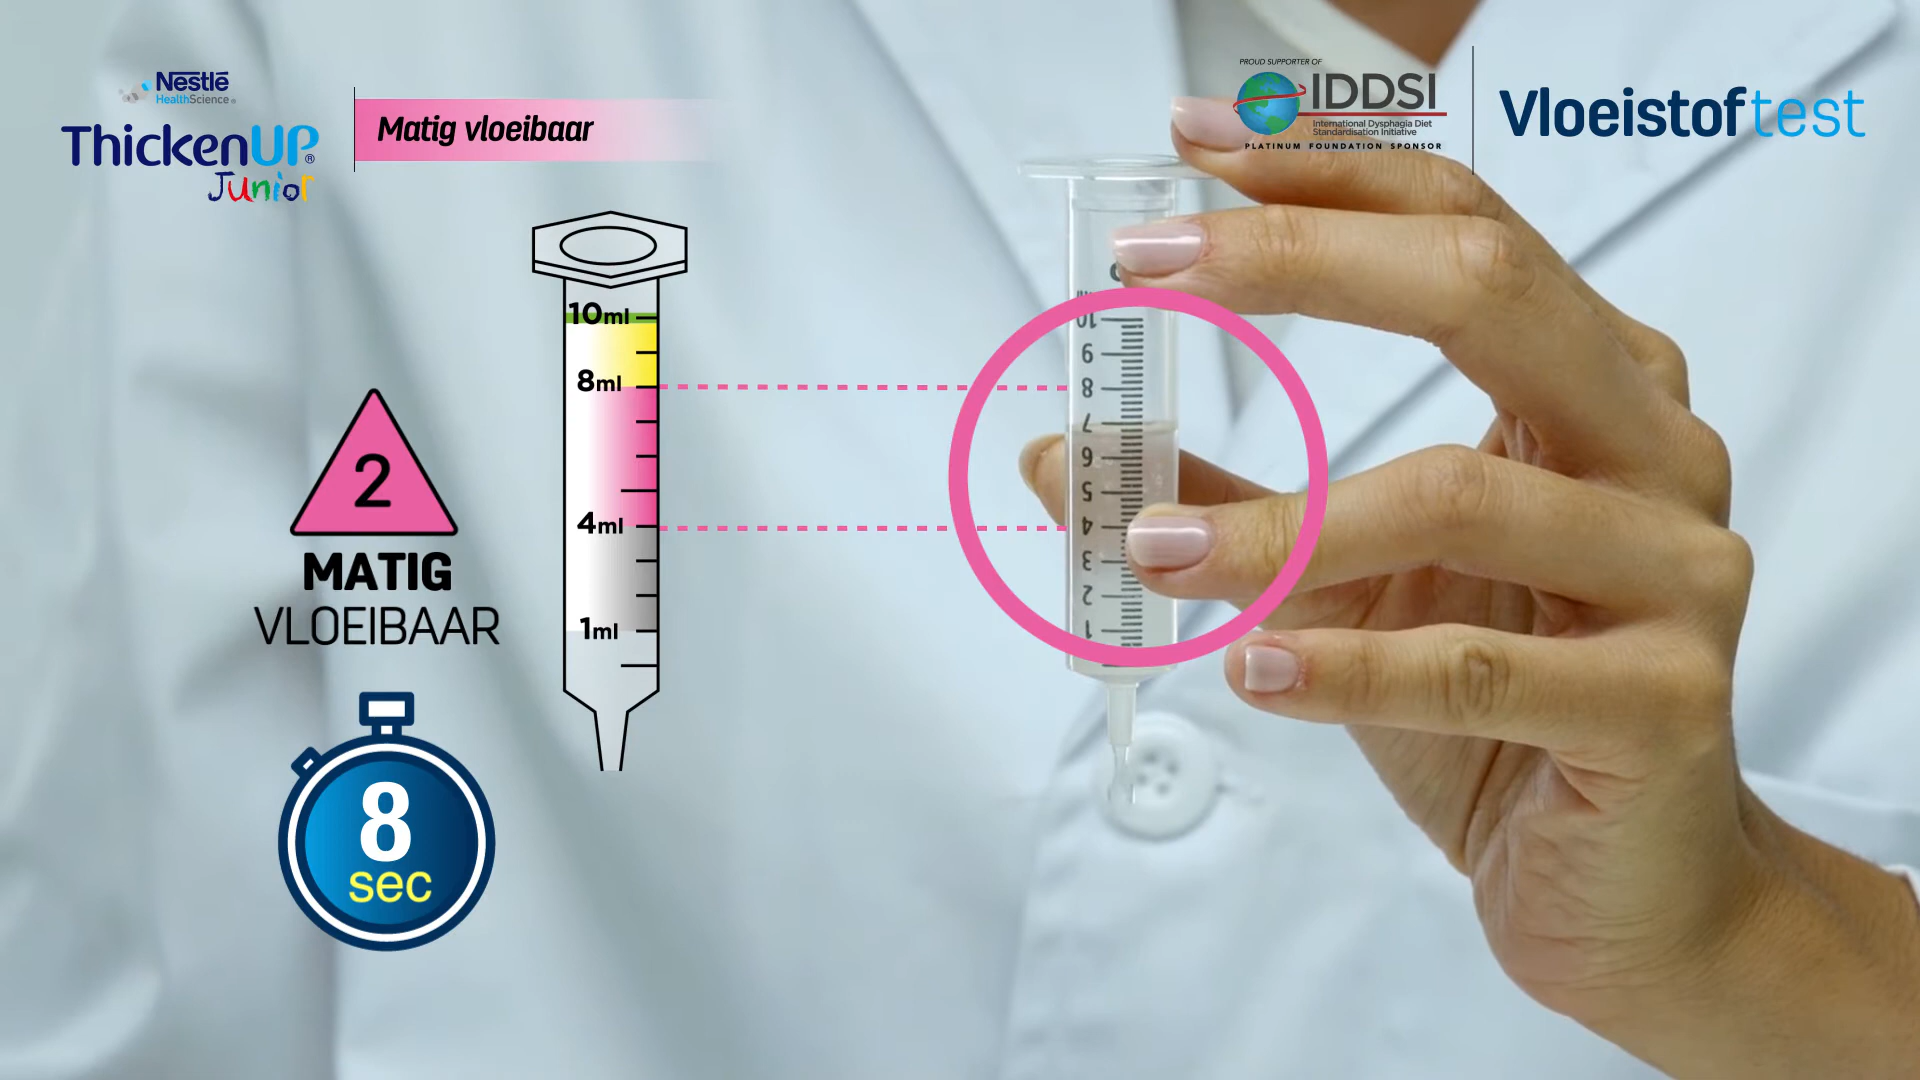 Nestlē
HealthScience®
ThickenUP®
Junior
Matig vloeibaar
PROUD SUPPORTER OF
IDDSI
International Dysphagia Diet
Standardisation Initiative
PLATINUM FOUNDATION SPONSOR
Vloeistoftest
10ml
8ml
4ml
1ml
2
MATIG
VLOEIBAAR
8
sec
10
9
8
7
6
5
4
3
2
1